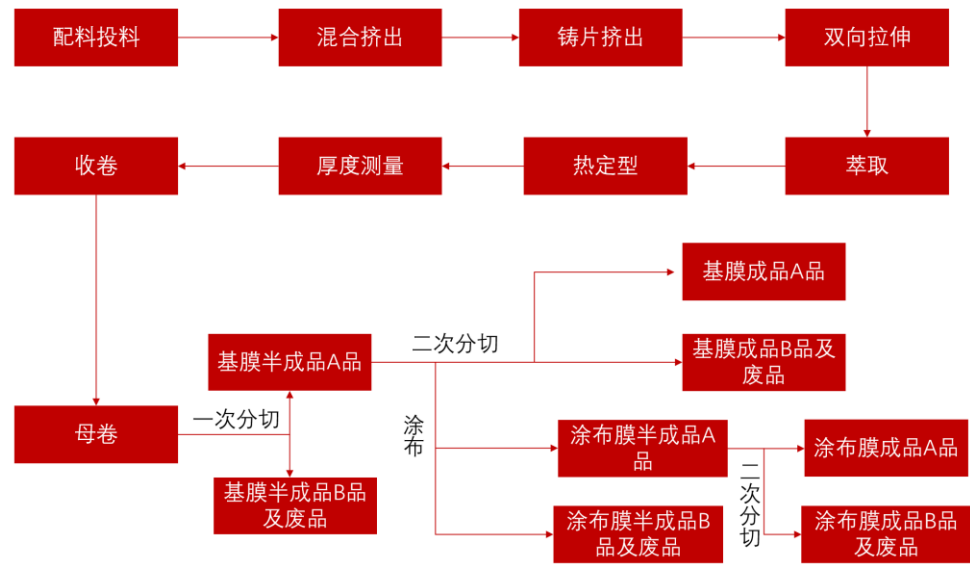 配料投料
混合挤出
铸片挤出
双向拉伸
收卷
厚度测量
热定型
萃取
基膜成品A品
二次分切
基膜半成品A品
基膜成品B品及
废品
一次分切
母卷
涂布
涂布膜半成品A
品
涂布膜成品A品
二次分切
基膜半成品B品
及废品
涂布膜半成品B
品及废品
涂布膜成品B品
及废品